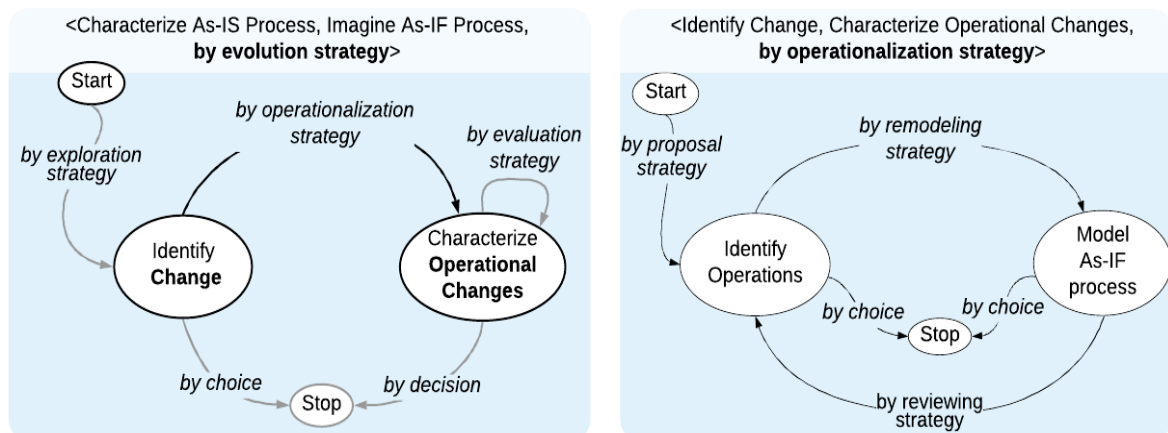 <Characterize As-IS Process, Imagine As-IF Process,
by evolution strategy>
Start
by operationalization
strategy
by evaluation
strategy
by exploration
strategy
Identify
Change
Characterize
Operational
Changes
by choice
by decision
Stop
<Identify Change, Characterize Operational Changes,
by operationalization strategy>
Start
by remodeling
strategy
by proposal
strategy
Identify
Operations
Model
As-IF
process
by choice
by choice
Stop
by reviewing
strategy